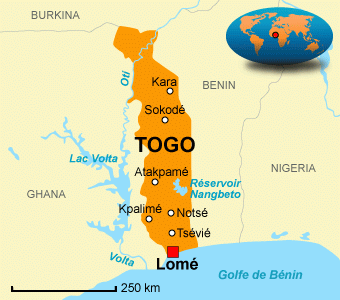 BURKINA
Oti
Kara
BENIN
Sokodé
TOGO
Lac Volta
Atakpamé
NIGERIA
Réservoir
Nangbeto
GHANA
Kpalimé
Notsé
Tsévié
Volta
Lomé
Golfe de Bénin
250 km